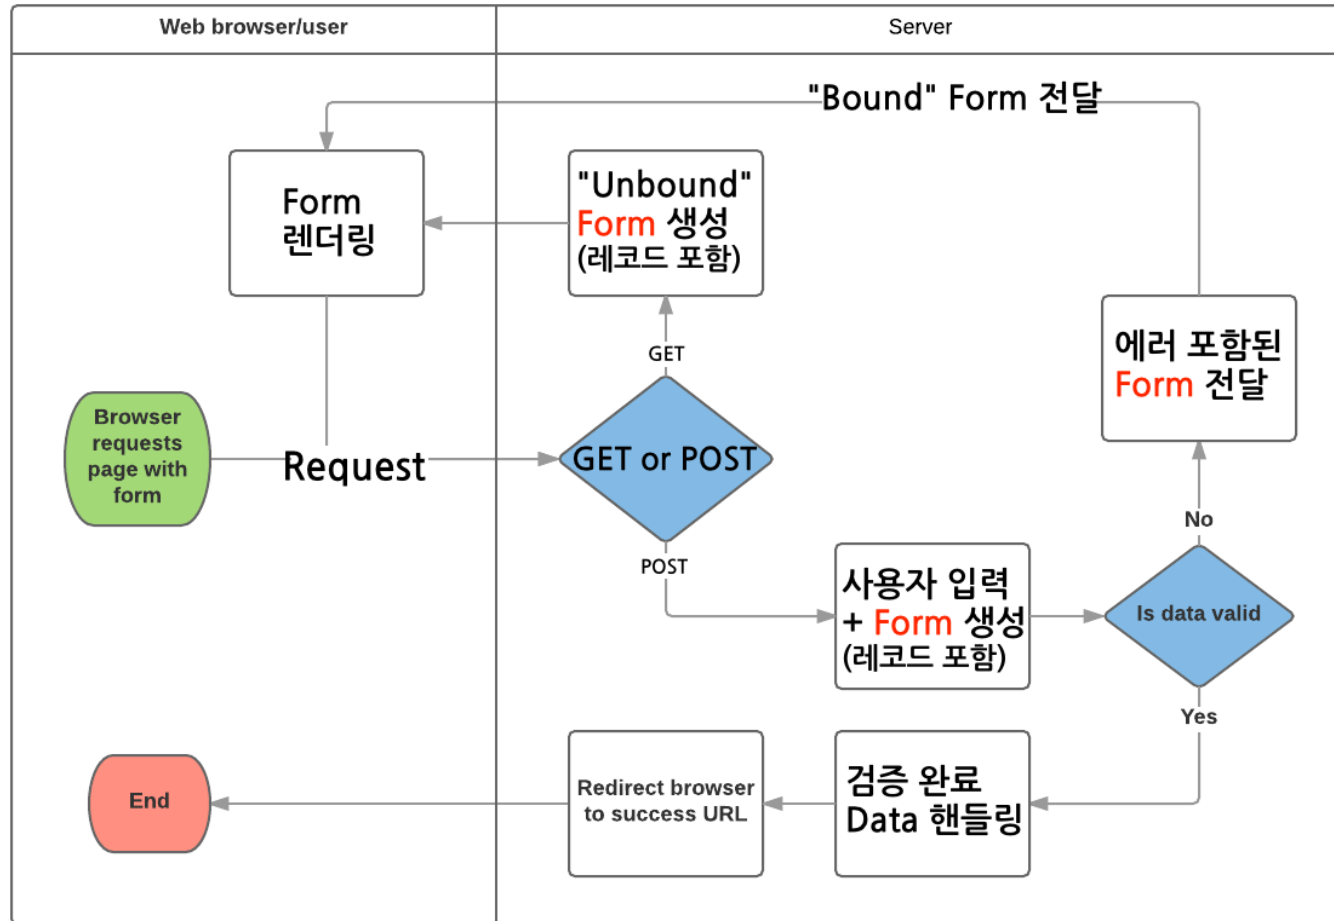 Web browser/user
Server
"Bound" Form 전달
Form
렌더링
"Unbound"
Form 생성
(레코드 포함)
에러 포함된
Form 전달
GET
Browser
requests
page with
form
Request
GET or POST
No
POST
사용자 입력
+ Form 생성
(레코드 포함)
Is data valid
Yes
End
Redirect browser
to success URL
검증 완료
Data 핸들링